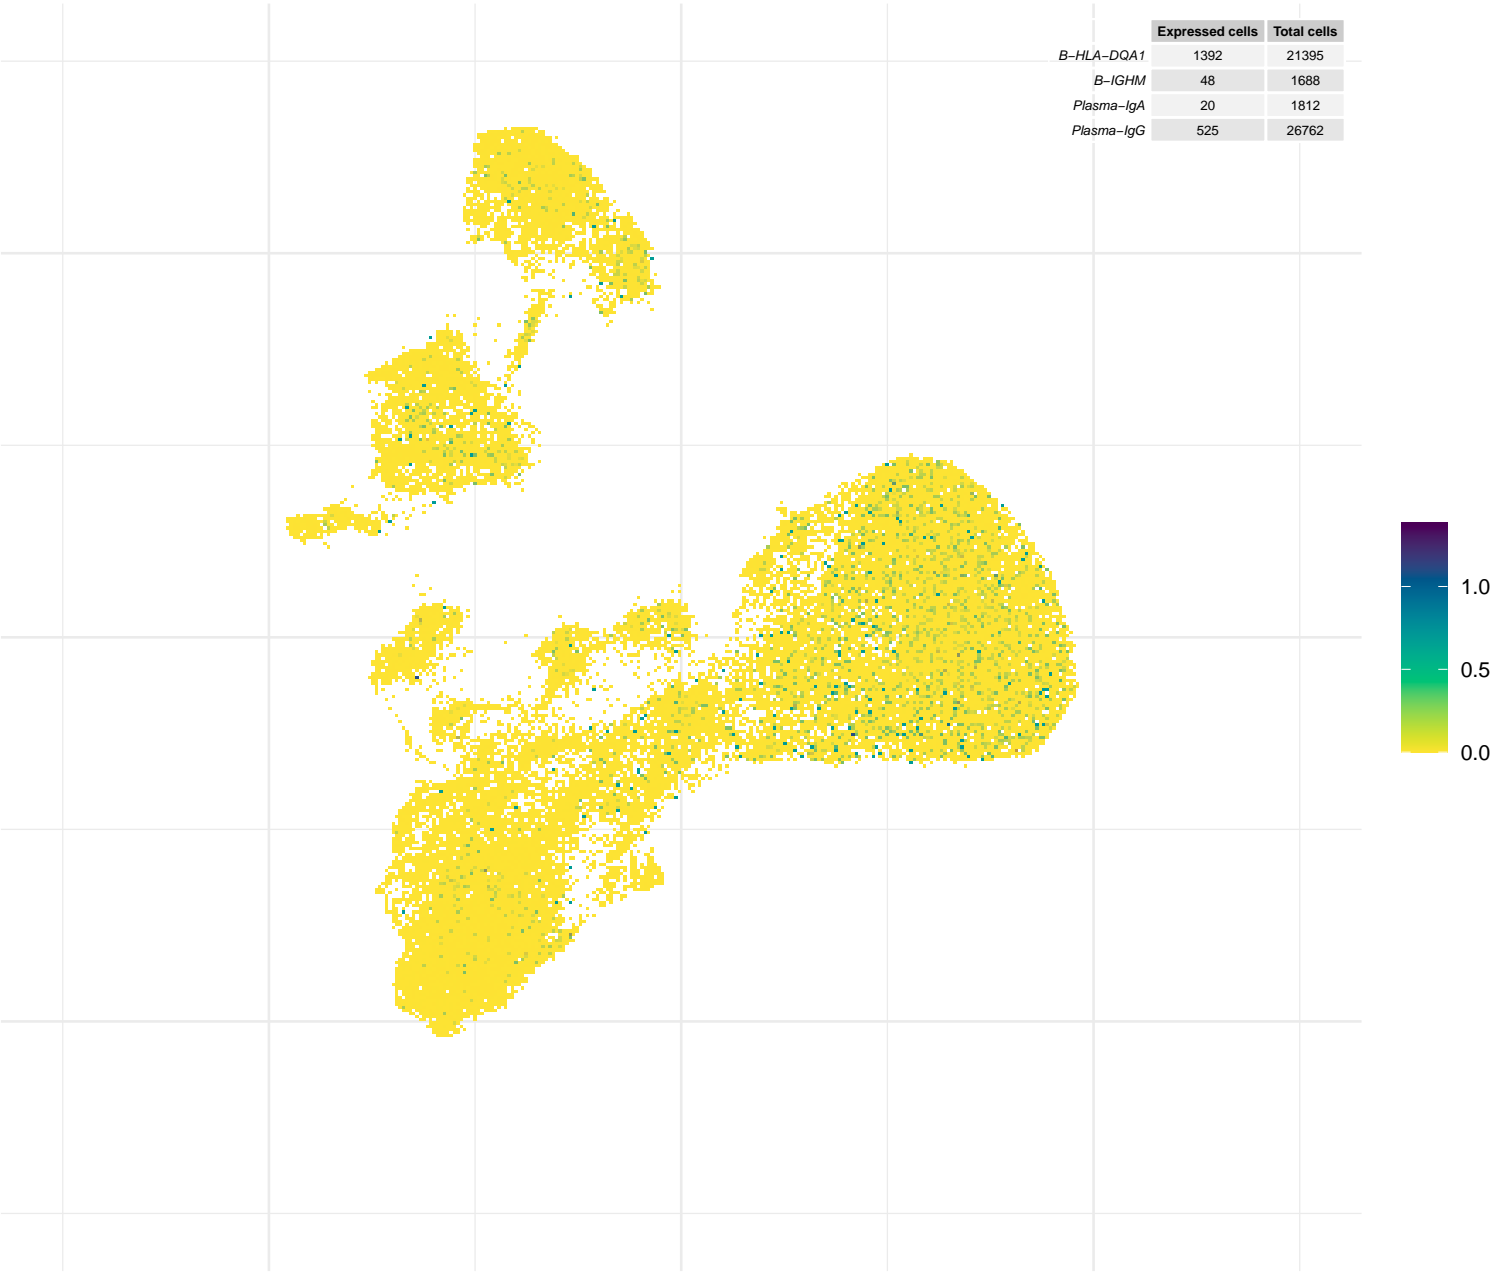 Expressed cells Total cells
B−HLA−DQA1 1392 21395
B−IGHM 48 1688
Plasma−IgA 20 1812
Plasma−IgG 525 26762
1.0
0.5
0.0